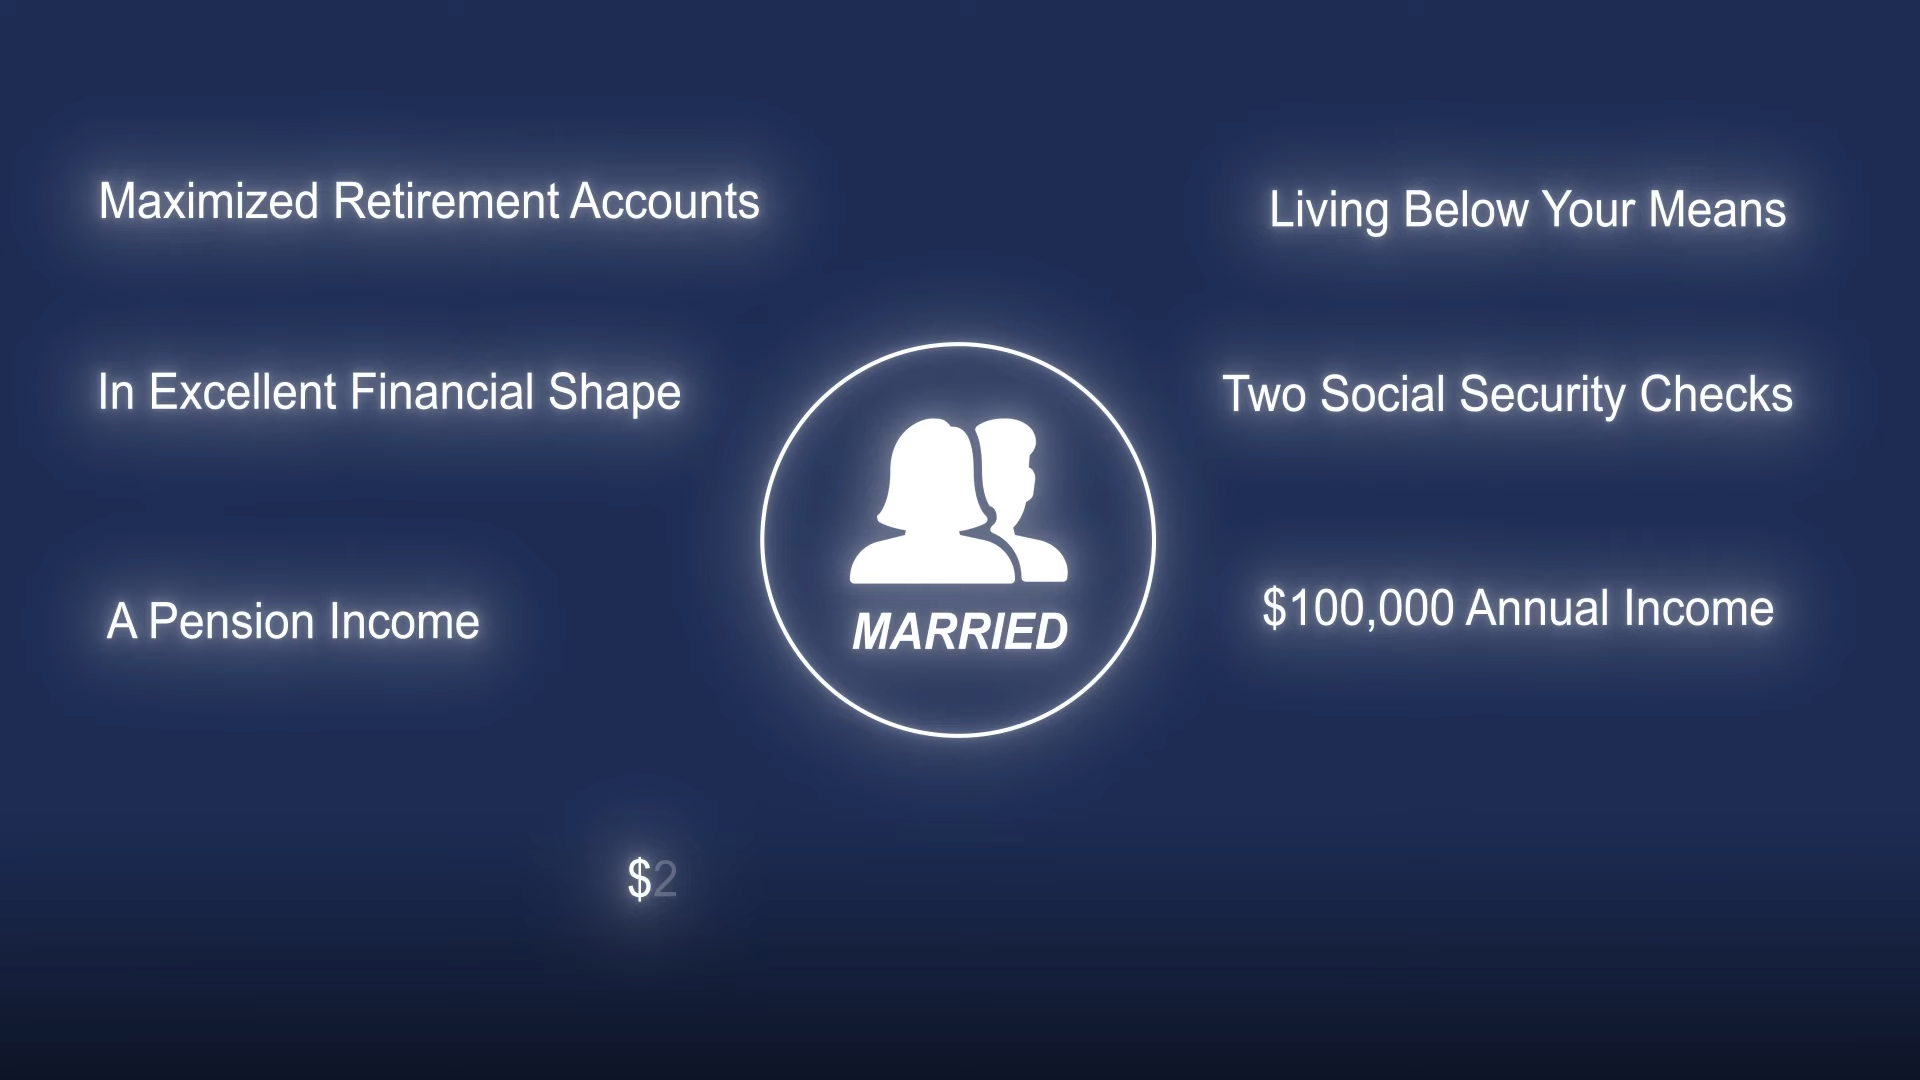 Maximized Retirement Accounts
Living Below Your Means
In Excellent Financial Shape
Two Social Security Checks
A Pension Income
$100,000 Annual Income
MARRIED
$2